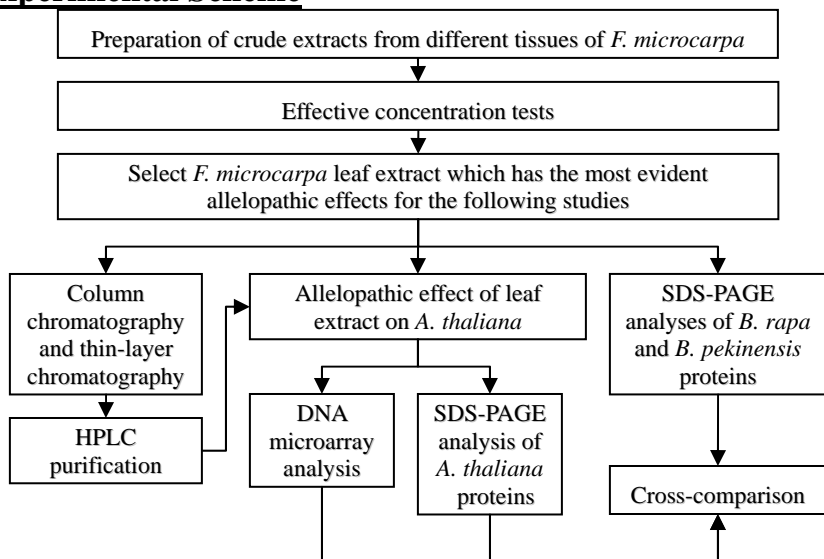 Preparation of crude extracts from different tissues of F. microcarpa
Effective concentration tests
Select F. microcarpa leaf extract which has the most evident
allelopathic effects for the following studies
Column
chromatography
and thin-layer
chromatography
HPLC
purification
Allelopathic effect of leaf
extract on A. thaliana
DNA
microarray
analysis
SDS-PAGE
analysis of
A. thaliana
proteins
SDS-PAGE
analyses of B. rapa
and B. pekinensis
proteins
Cross-comparison